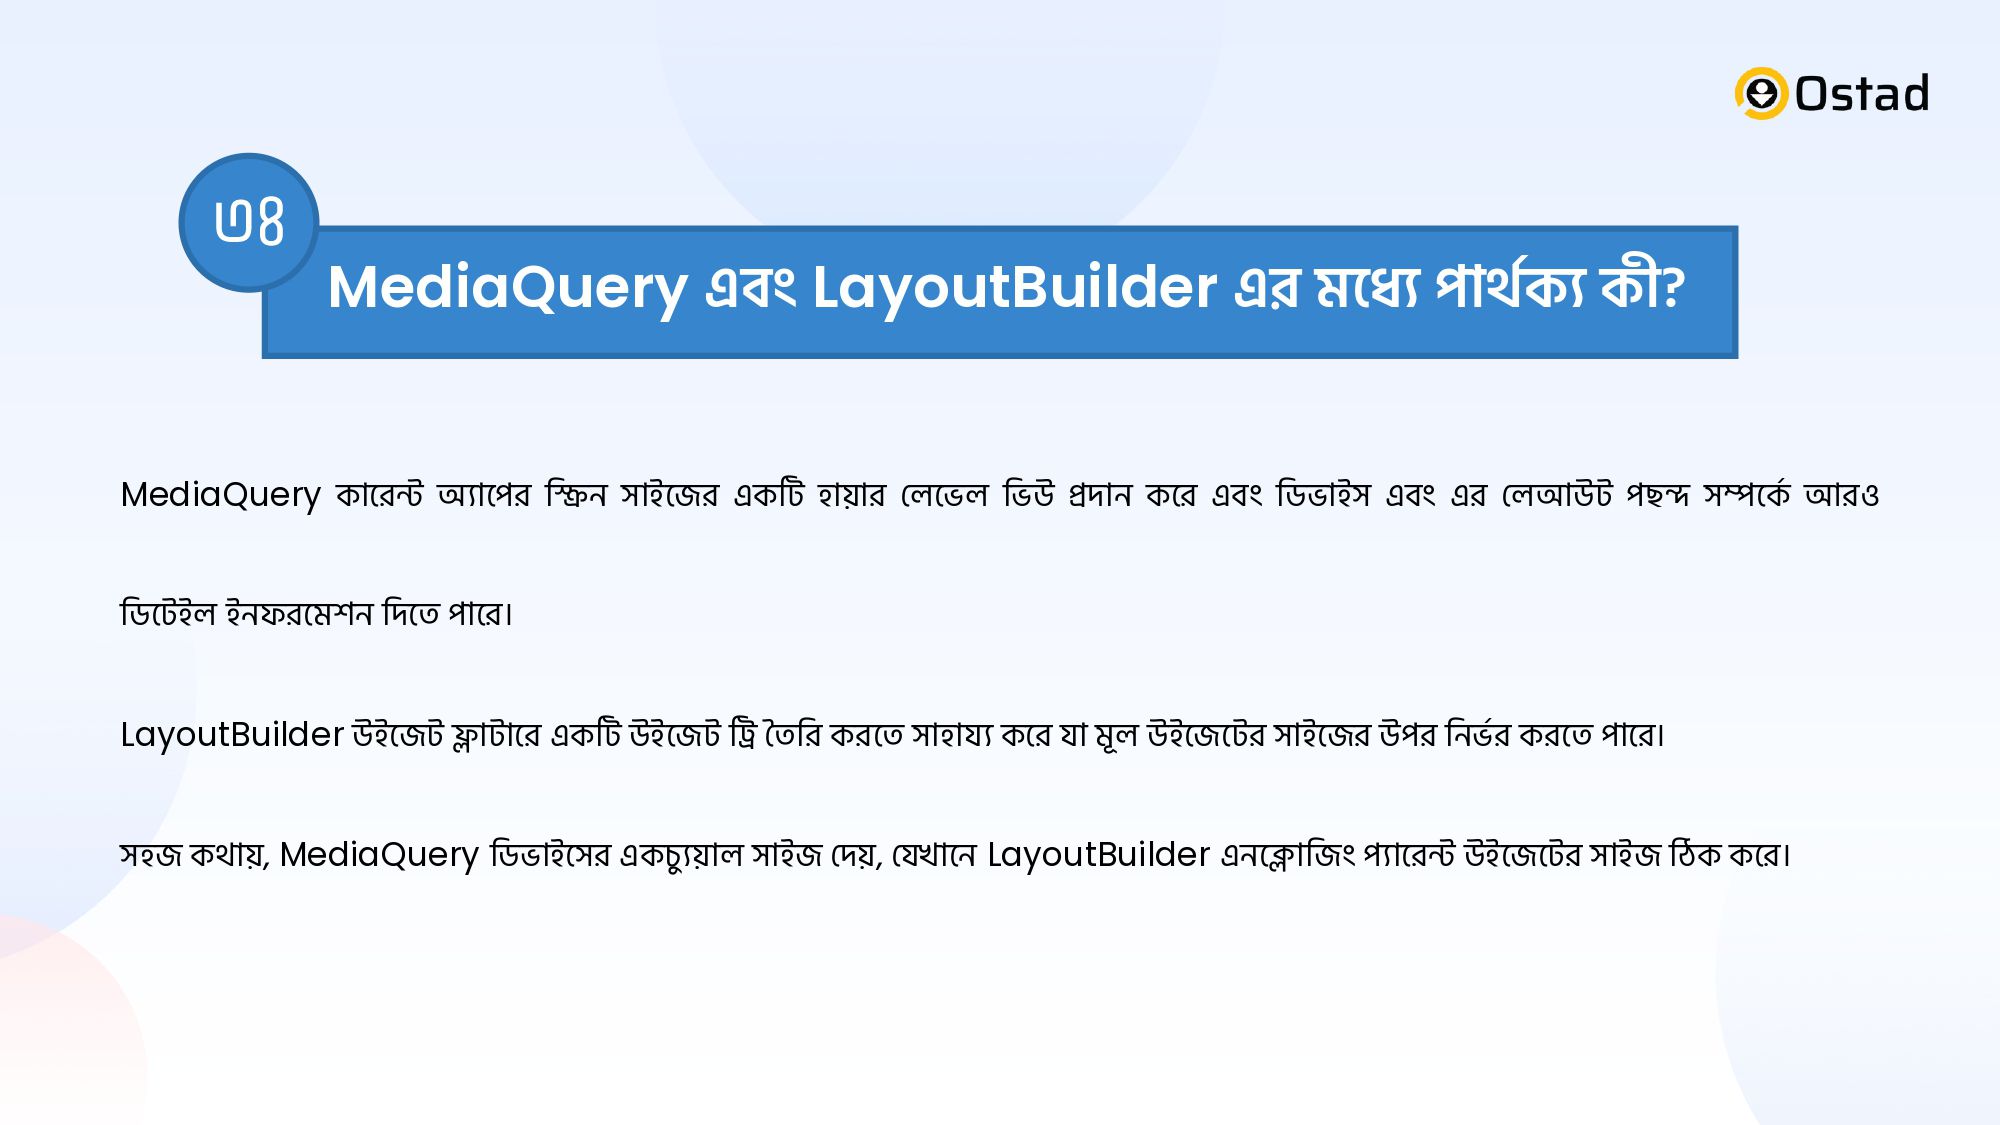 Ostad
৩৪
MediaQuery এবং LayoutBuilder এর মধ্যে পার্থক্য কী?
MediaQuery কারেন্ট অ্যাপের স্ক্রিন সাইজের একটি হায়ার লেভেল ভিউ প্রদান করে এবং ডিভাইস এবং এর লেআউট পছন্দ সম্পর্কে আরও
ডিটেইল ইনফরমেশন দিতে পারে।
LayoutBuilder উইজেট ফ্লাটারে একটি উইজেট ট্রি তৈরি করতে সাহায্য করে যা মূল উইজেটের সাইজের উপর নির্ভর করতে পারে।
সহজ কথায়, MediaQuery ডিভাইসের একচ্যুয়াল সাইজ দেয়, যেখানে LayoutBuilder এনক্লোজিং প্যারেন্ট উইজেটের সাইজ ঠিক করে।